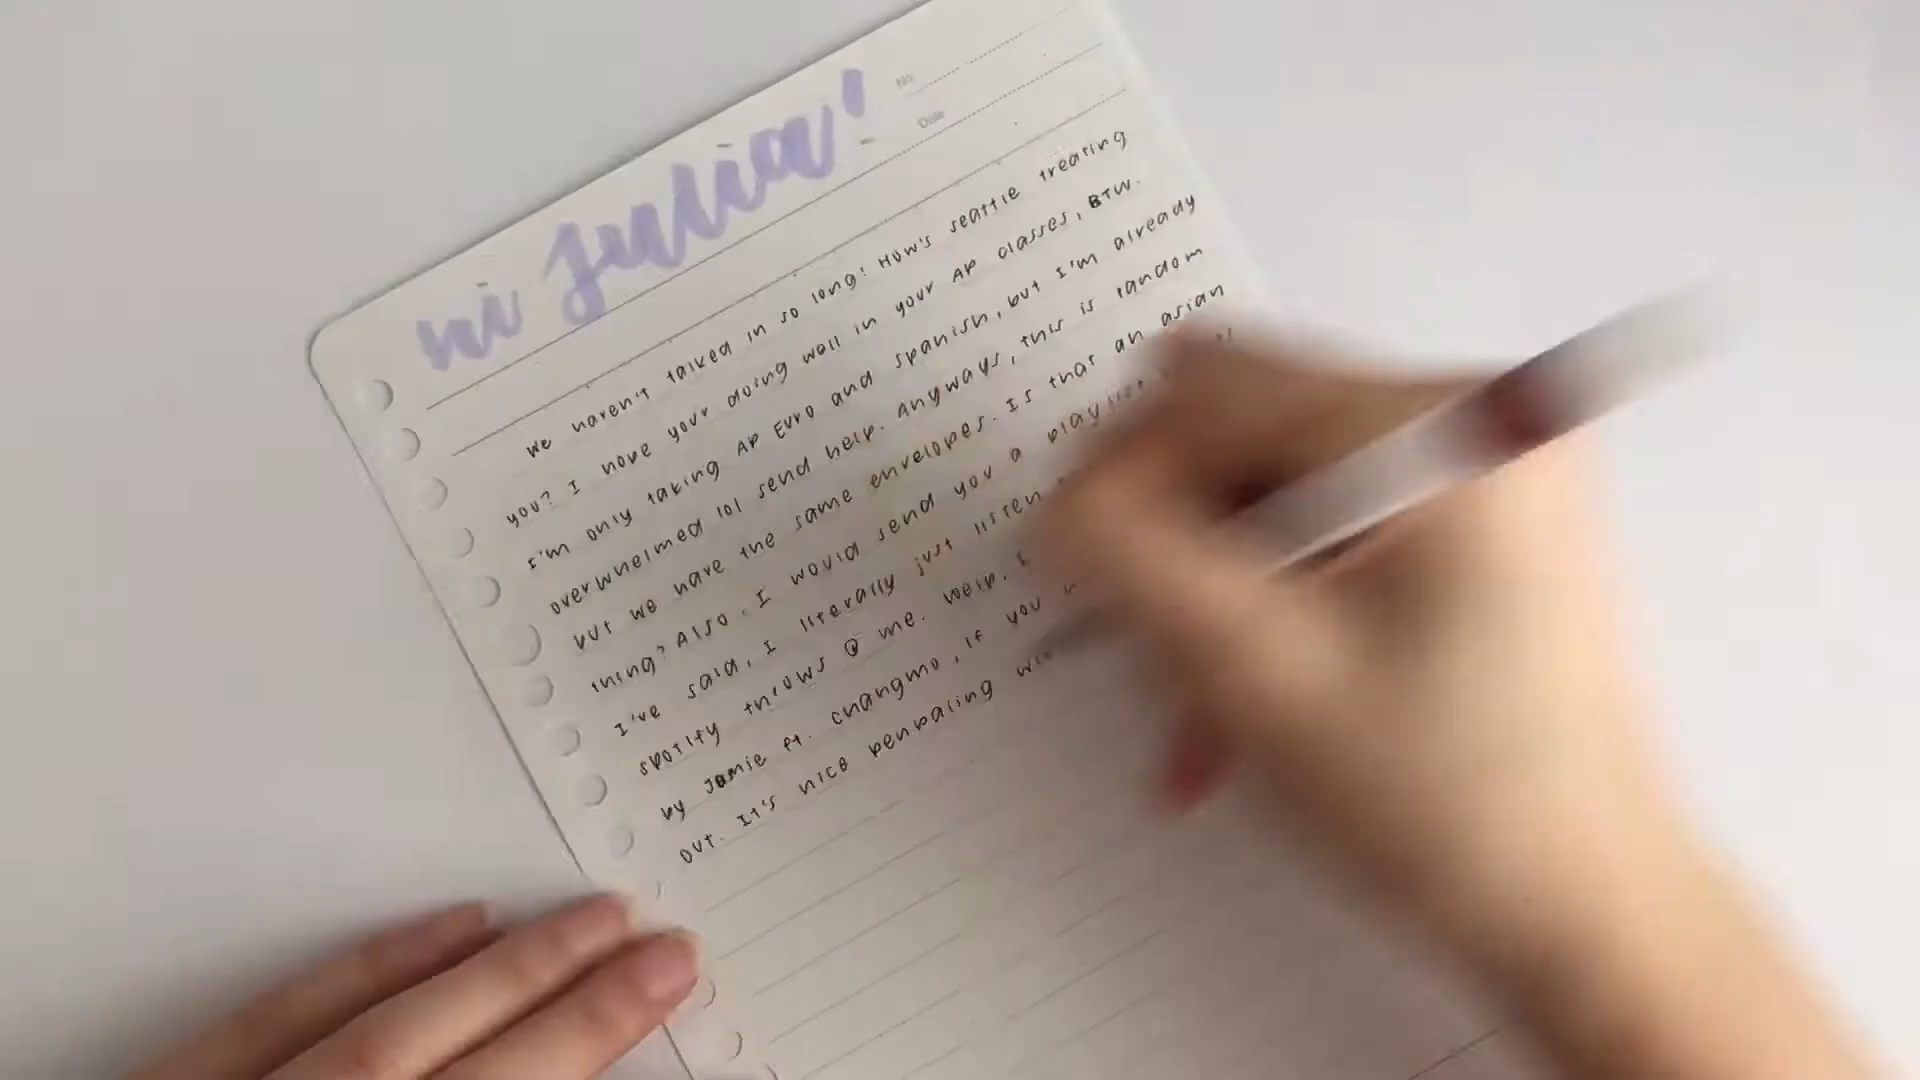 hi julia!
No.
Date
We haven't talked in so long! How's seattle treating
you? I hope your doing well in your AP classes, BTW.
I'm only taking AP Euro and spanish, but I'm already
overwhelmed lol send help. Anyways, this is random
but we have the same envelopes. Is that an asian
thing? Also, I would send you a playlist
I've said, I literally just listen
spotify throws @ me. Welp, I
by Jamie ft. changmo, if you
out. It's nice penpaling